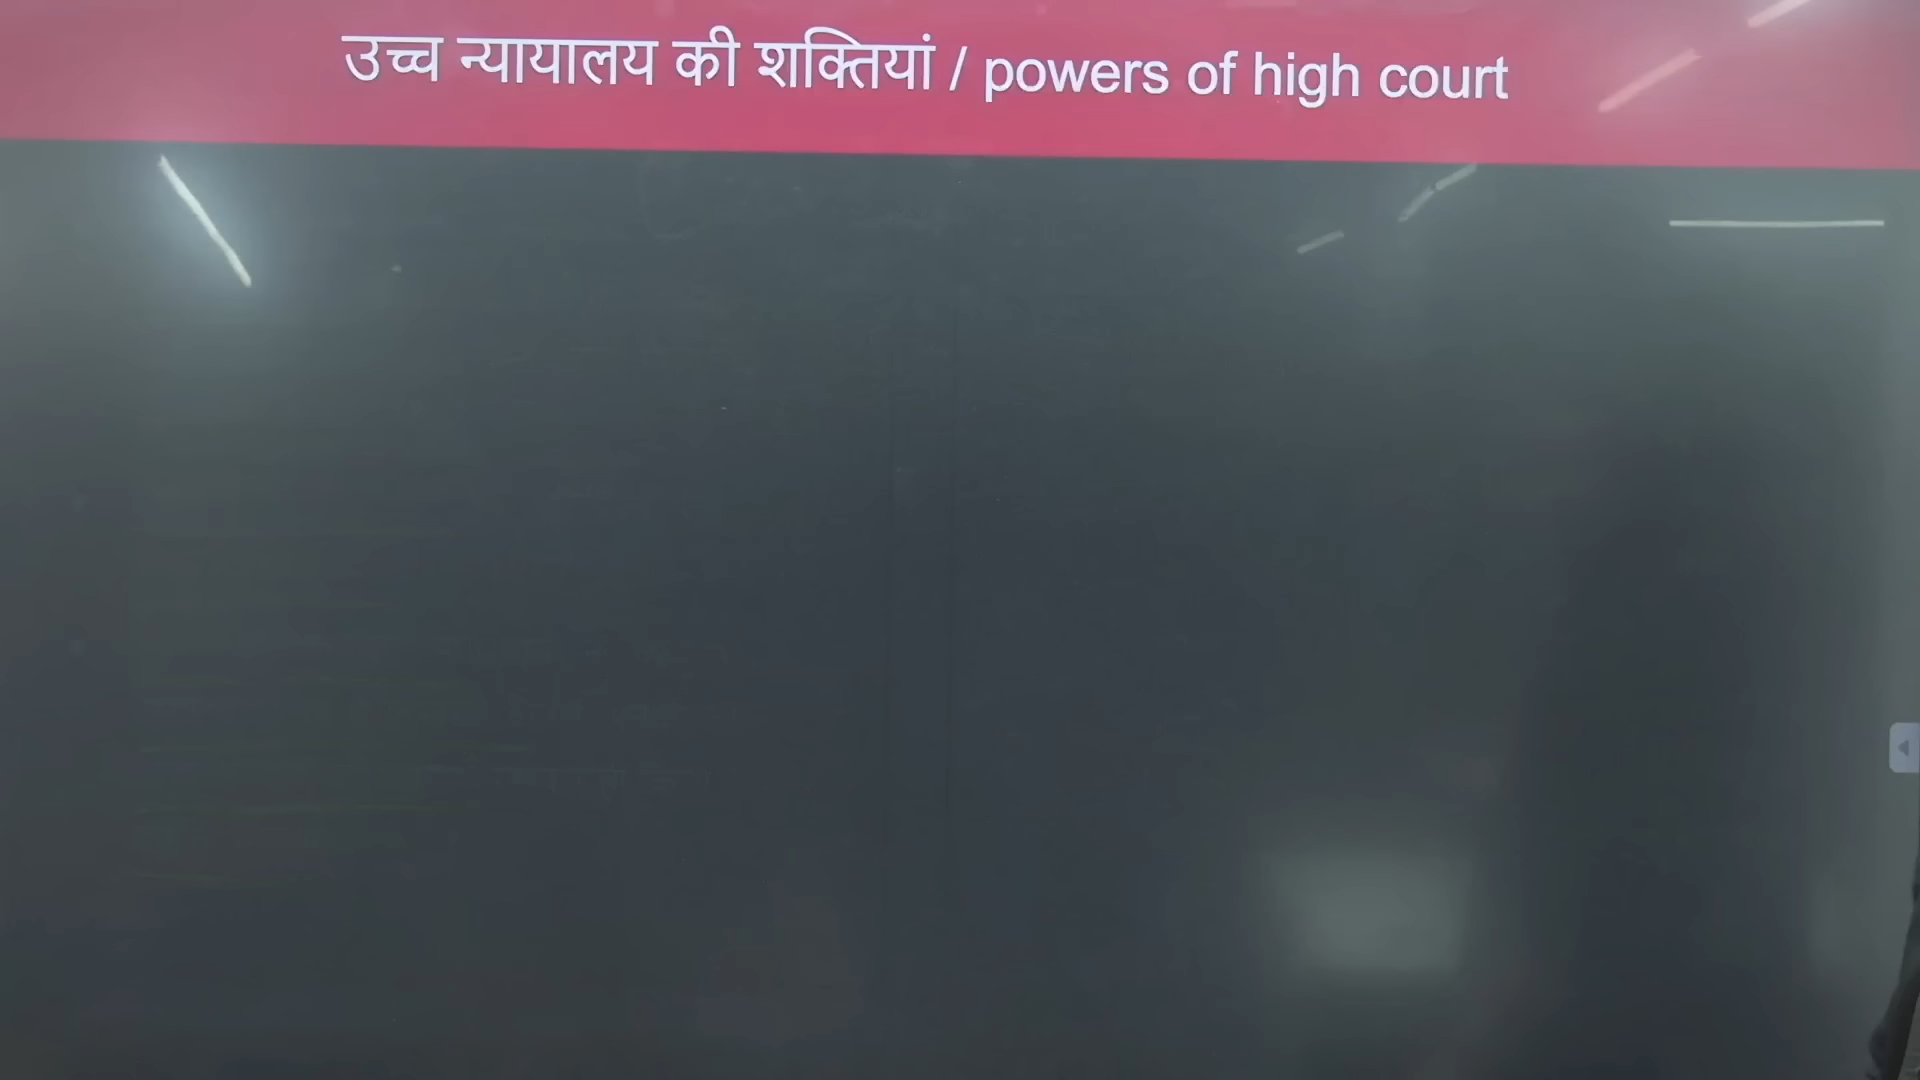 उच्च न्यायालय की शक्तियां / powers of high court